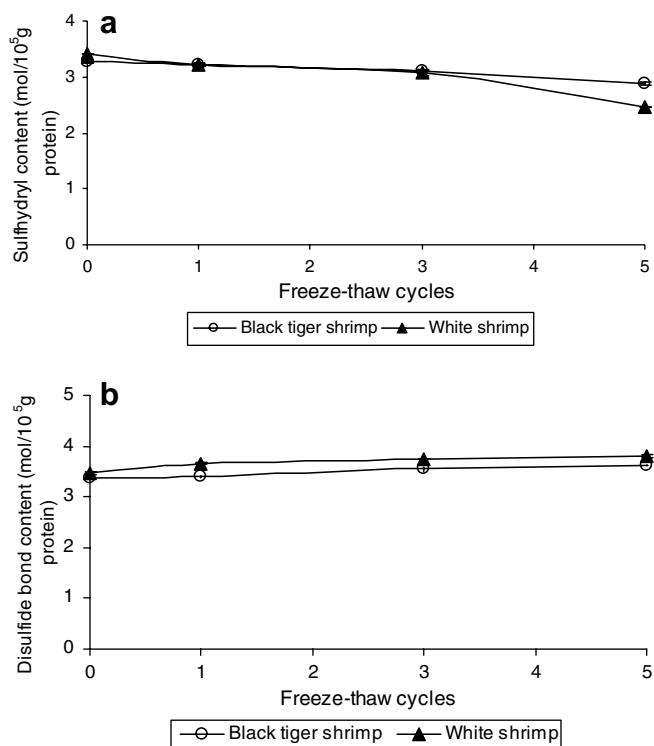 a
4
3
2
1
0
0 1 2 3 4 5
Sulfhydryl content (mol/10⁵g
protein)
Freeze-thaw cycles
Black tiger shrimp White shrimp
b
5
4
3
2
1
0
0 1 2 3 4 5
Disulfide bond content (mol/10⁵g
protein)
Freeze-thaw cycles
Black tiger shrimp White shrimp